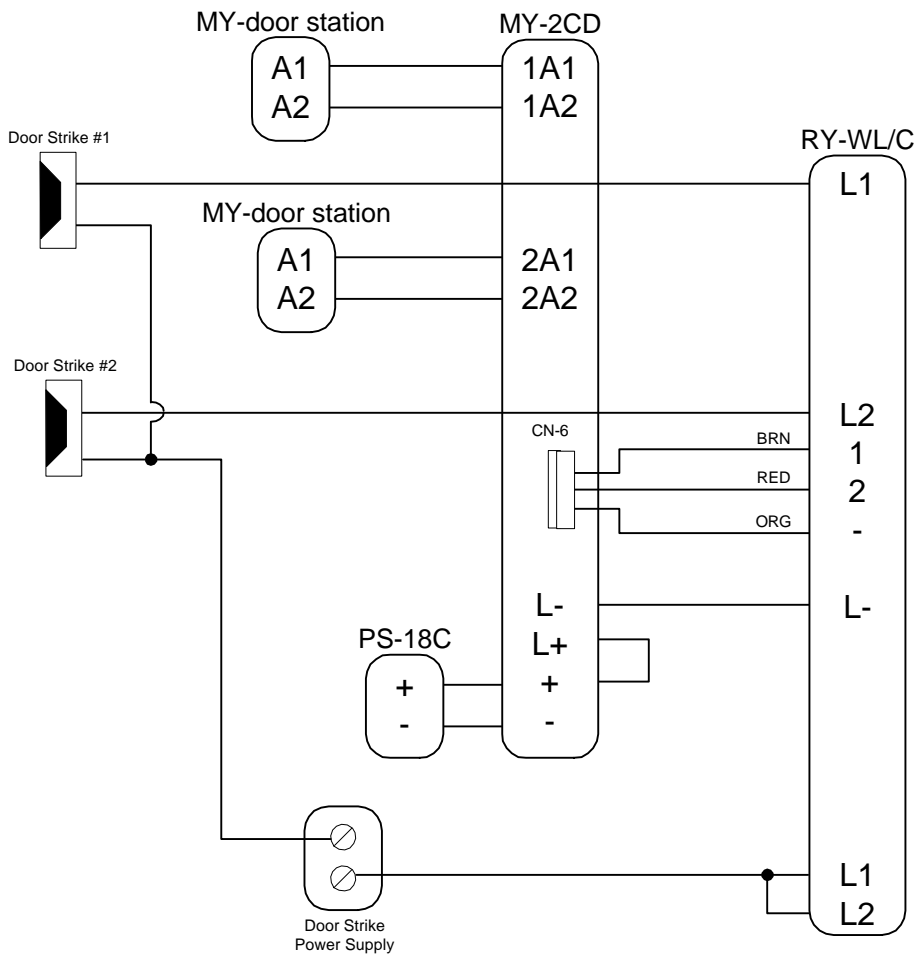 MY-door station
A1
A2
MY-2CD
1A1
1A2
Door Strike #1
RY-WL/C
L1
MY-door station
A1
A2
2A1
2A2
Door Strike #2
L2
CN-6
BRN
1
RED
2
ORG
-
L-
L-
PS-18C
L+
+
+
-
-
L1
L2
Door Strike
Power Supply